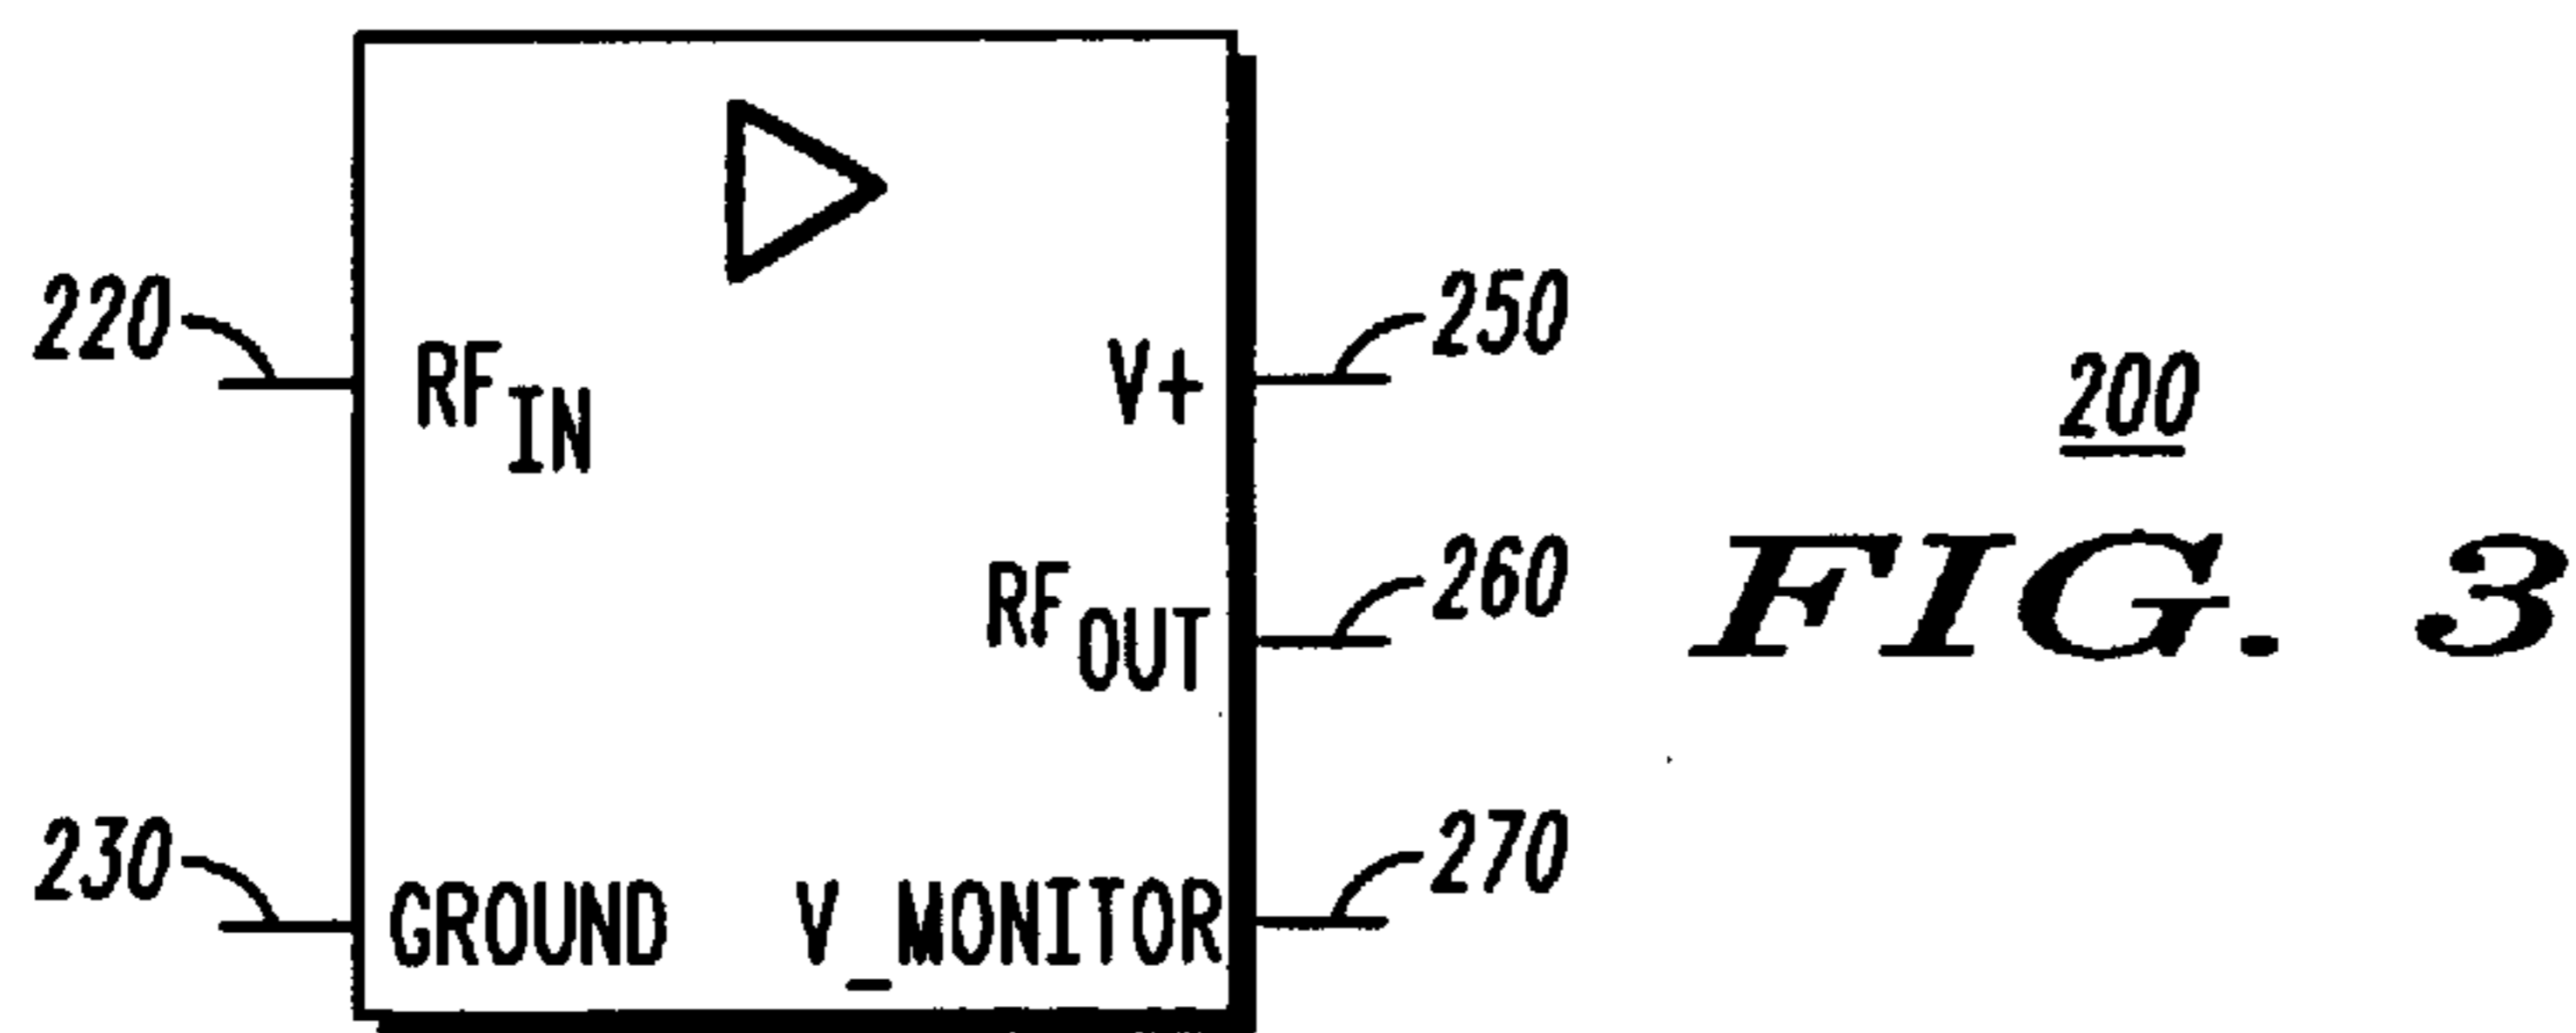 220
RF IN
V+
250
200
RF OUT
260
FIG. 3
230
GROUND
V_MONITOR
270